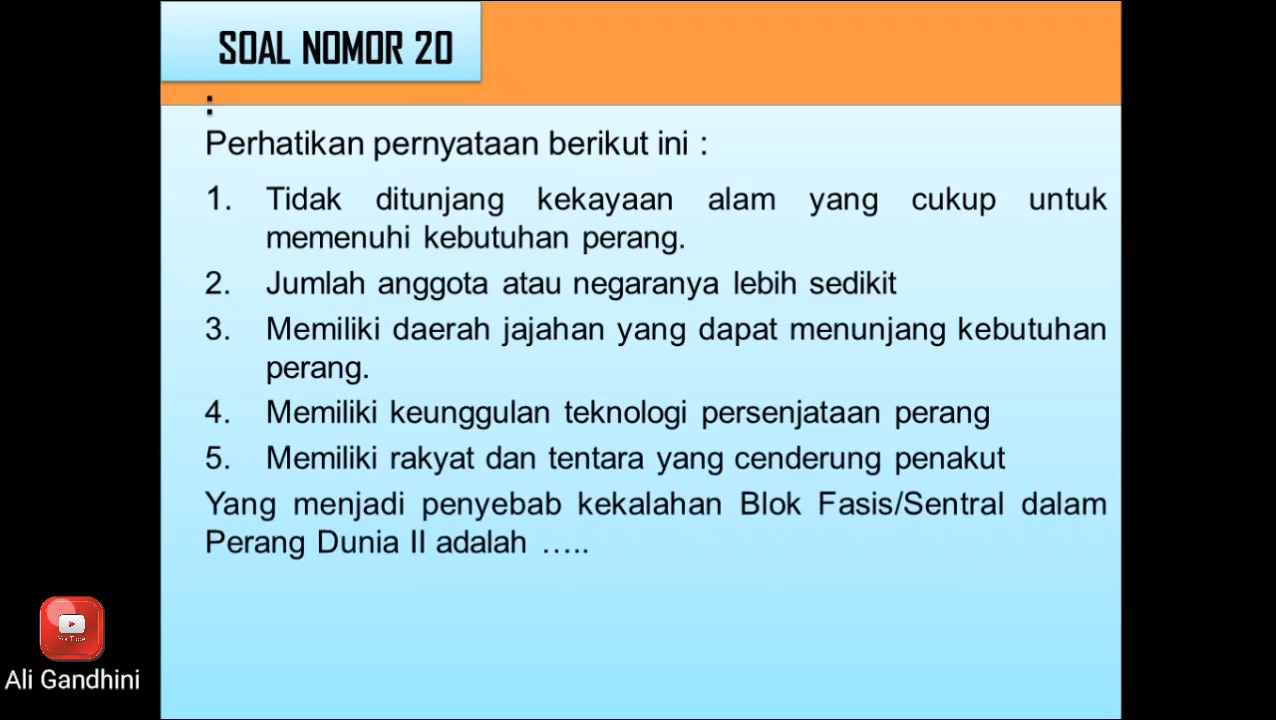 SOAL NOMOR 20
:
Perhatikan pernyataan berikut ini :
1. Tidak ditunjang kekayaan alam yang cukup untuk
memenuhi kebutuhan perang.
2. Jumlah anggota atau negaranya lebih sedikit
3. Memiliki daerah jajahan yang dapat menunjang kebutuhan
perang.
4. Memiliki keunggulan teknologi persenjataan perang
5. Memiliki rakyat dan tentara yang cenderung penakut
Yang menjadi penyebab kekalahan Blok Fasis/Sentral dalam
Perang Dunia II adalah …..
YouTube
Ali Gandhini